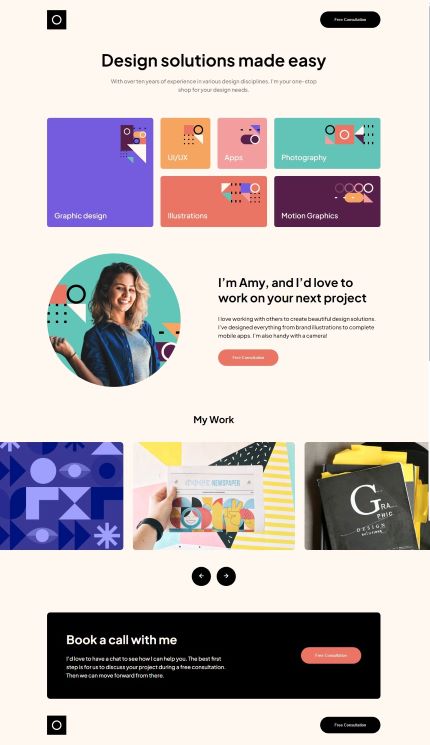 Free Consultation
Design solutions made easy
With over ten years of experience in various design disciplines. I'm your one-stop
shop for your design needs.
Graphic design
UI/UX
Apps
Photography
Illustrations
Motion Graphics
I'm Amy, and I'd love to
work on your next project
I love working with others to create beautiful design solutions.
I've designed everything from brand illustrations to complete
mobile apps. I'm also handy with a camera!
Free Consultation
My Work
NEWSPAPER
G
RA
PHIC
DESIGN
Book a call with me
I'd love to have a chat to see how I can help you. The best first
step is for us to discuss your project during a free consultation.
Then we can move forward from there.
Free Consultation
Free Consultation